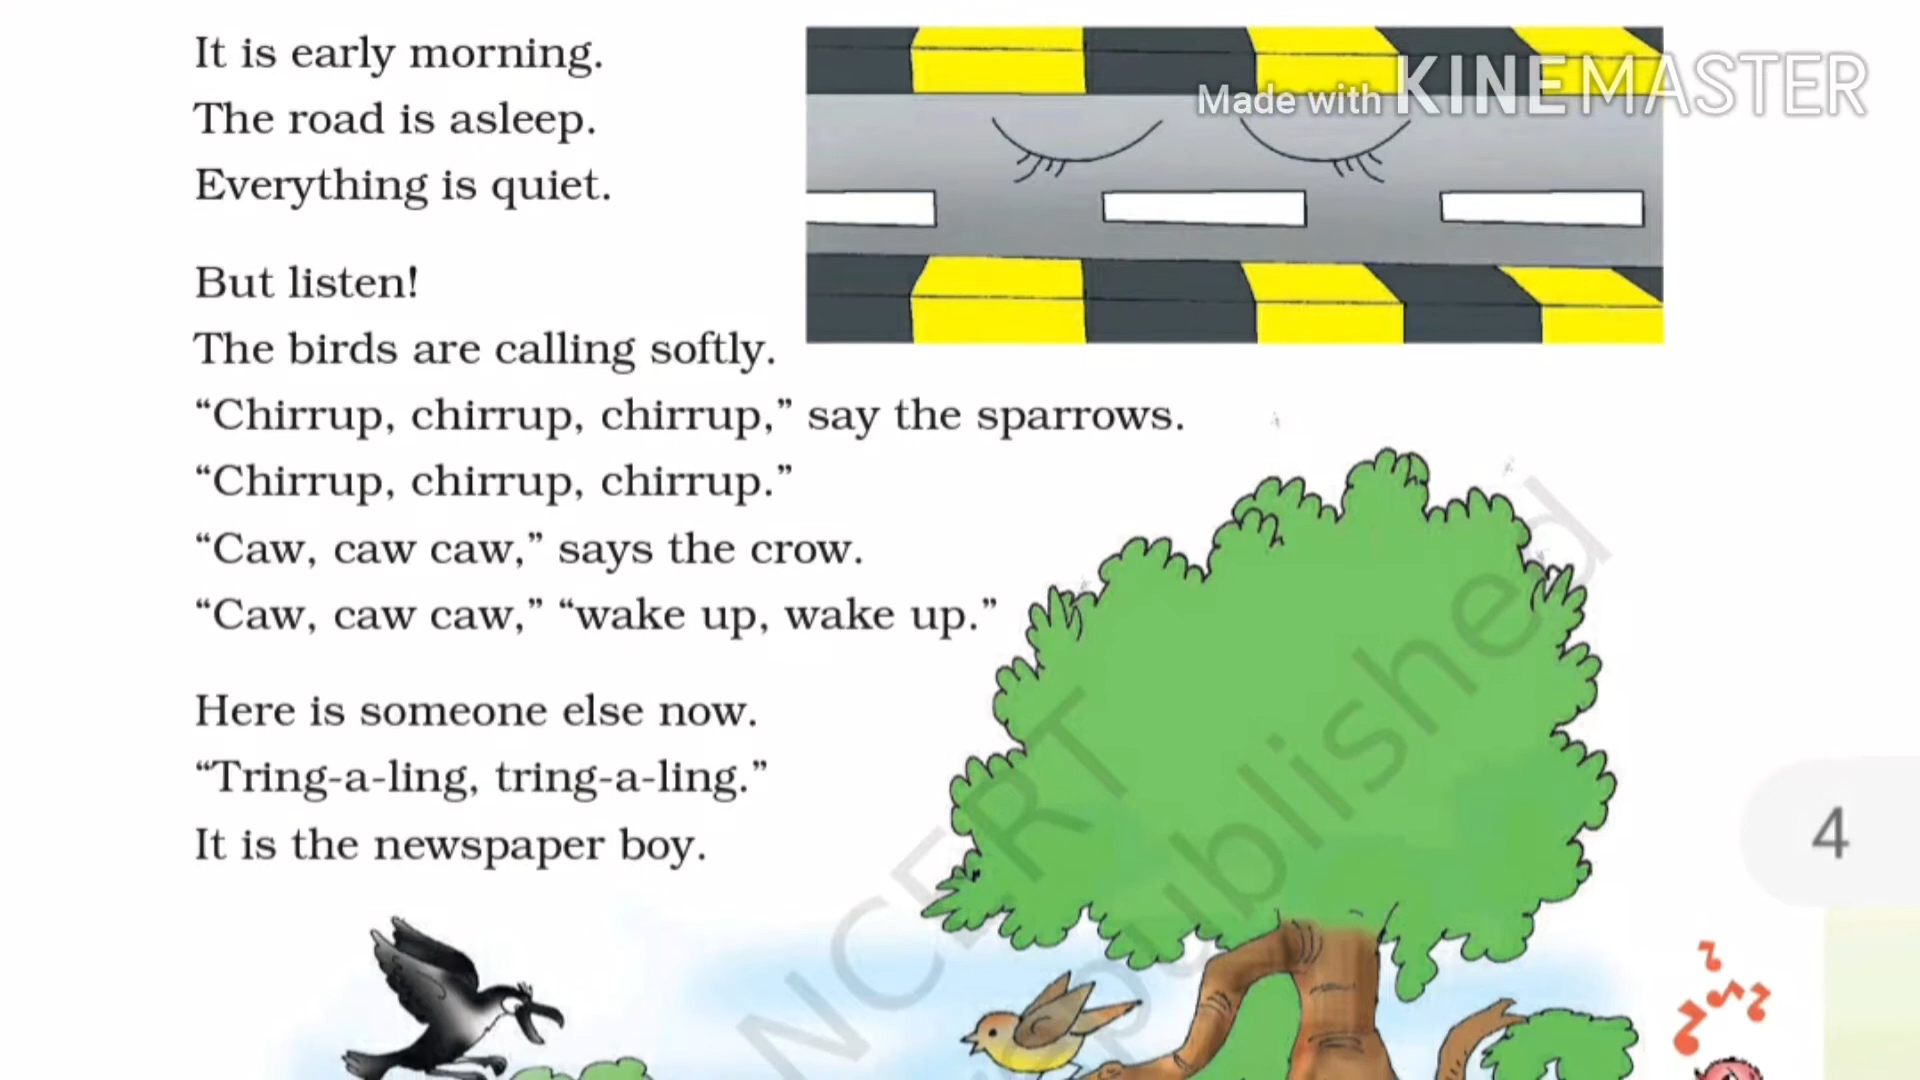 It is early morning.
The road is asleep.
Everything is quiet.
But listen!
The birds are calling softly.
“Chirrup, chirrup, chirrup,” say the sparrows.
“Chirrup, chirrup, chirrup.”
“Caw, caw caw,” says the crow.
“Caw, caw caw,” “wake up, wake up.”
Here is someone else now.
“Tring-a-ling, tring-a-ling.”
It is the newspaper boy.
Made with KINEMASTER
4
NCERT
published